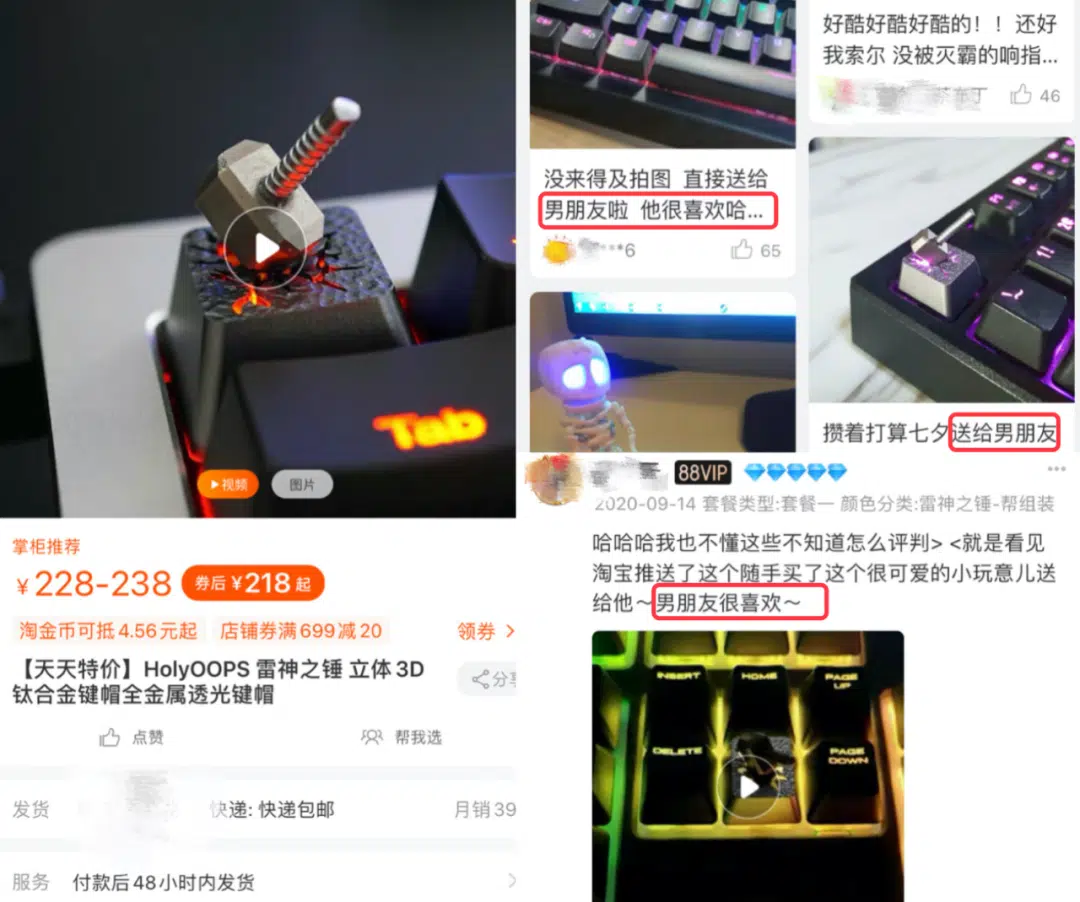 Tab
视频
图片
掌柜推荐
¥228-238 券后¥218起
淘金币可抵4.56元起 店铺券满699减20 领券
【天天特价】HolyOOPS 雷神之锤 立体3D
钛合金键帽全金属透光键帽
点赞 帮我选
发货 快递: 快递包邮 月销39
服务 付款后48小时内发货
没来得及拍图 直接送给
男朋友啦 他很喜欢哈...
***6 65
好酷好酷好酷的！！还好
我索尔 没被灭霸的响指...
46
攒着打算七夕送给男朋友
88VIP
2020-09-14 套餐类型:套餐一 颜色分类:雷神之锤-帮组装
哈哈哈我也不懂这些不知道怎么评判> <就是看见
淘宝推送了这个随手买了这个很可爱的小玩意儿送
给他～男朋友很喜欢～
INSERT HOME PAGE UP
DELETE PAGE DOWN